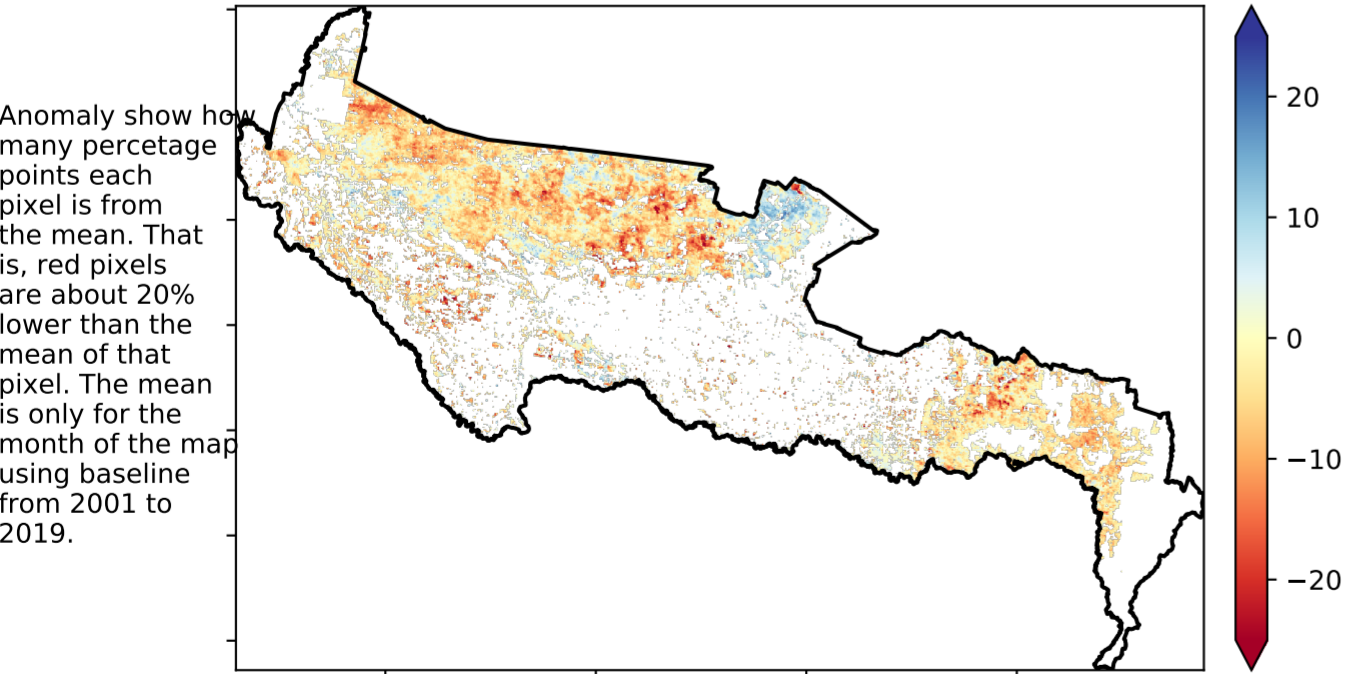 Anomaly show how
many percetage
points each
pixel is from
the mean. That
is, red pixels
are about 20%
lower than the
mean of that
pixel. The mean
is only for the
month of the map
using baseline
from 2001 to
2019.
20
10
0
−10
−20